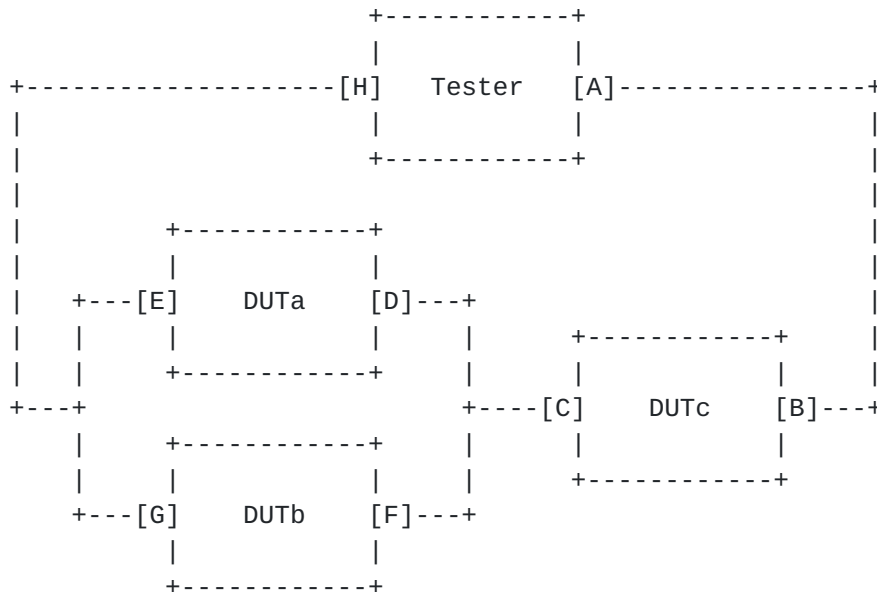 [H] Tester [A]
[E] DUTa [D]
[C] DUTc [B]
[G] DUTb [F]